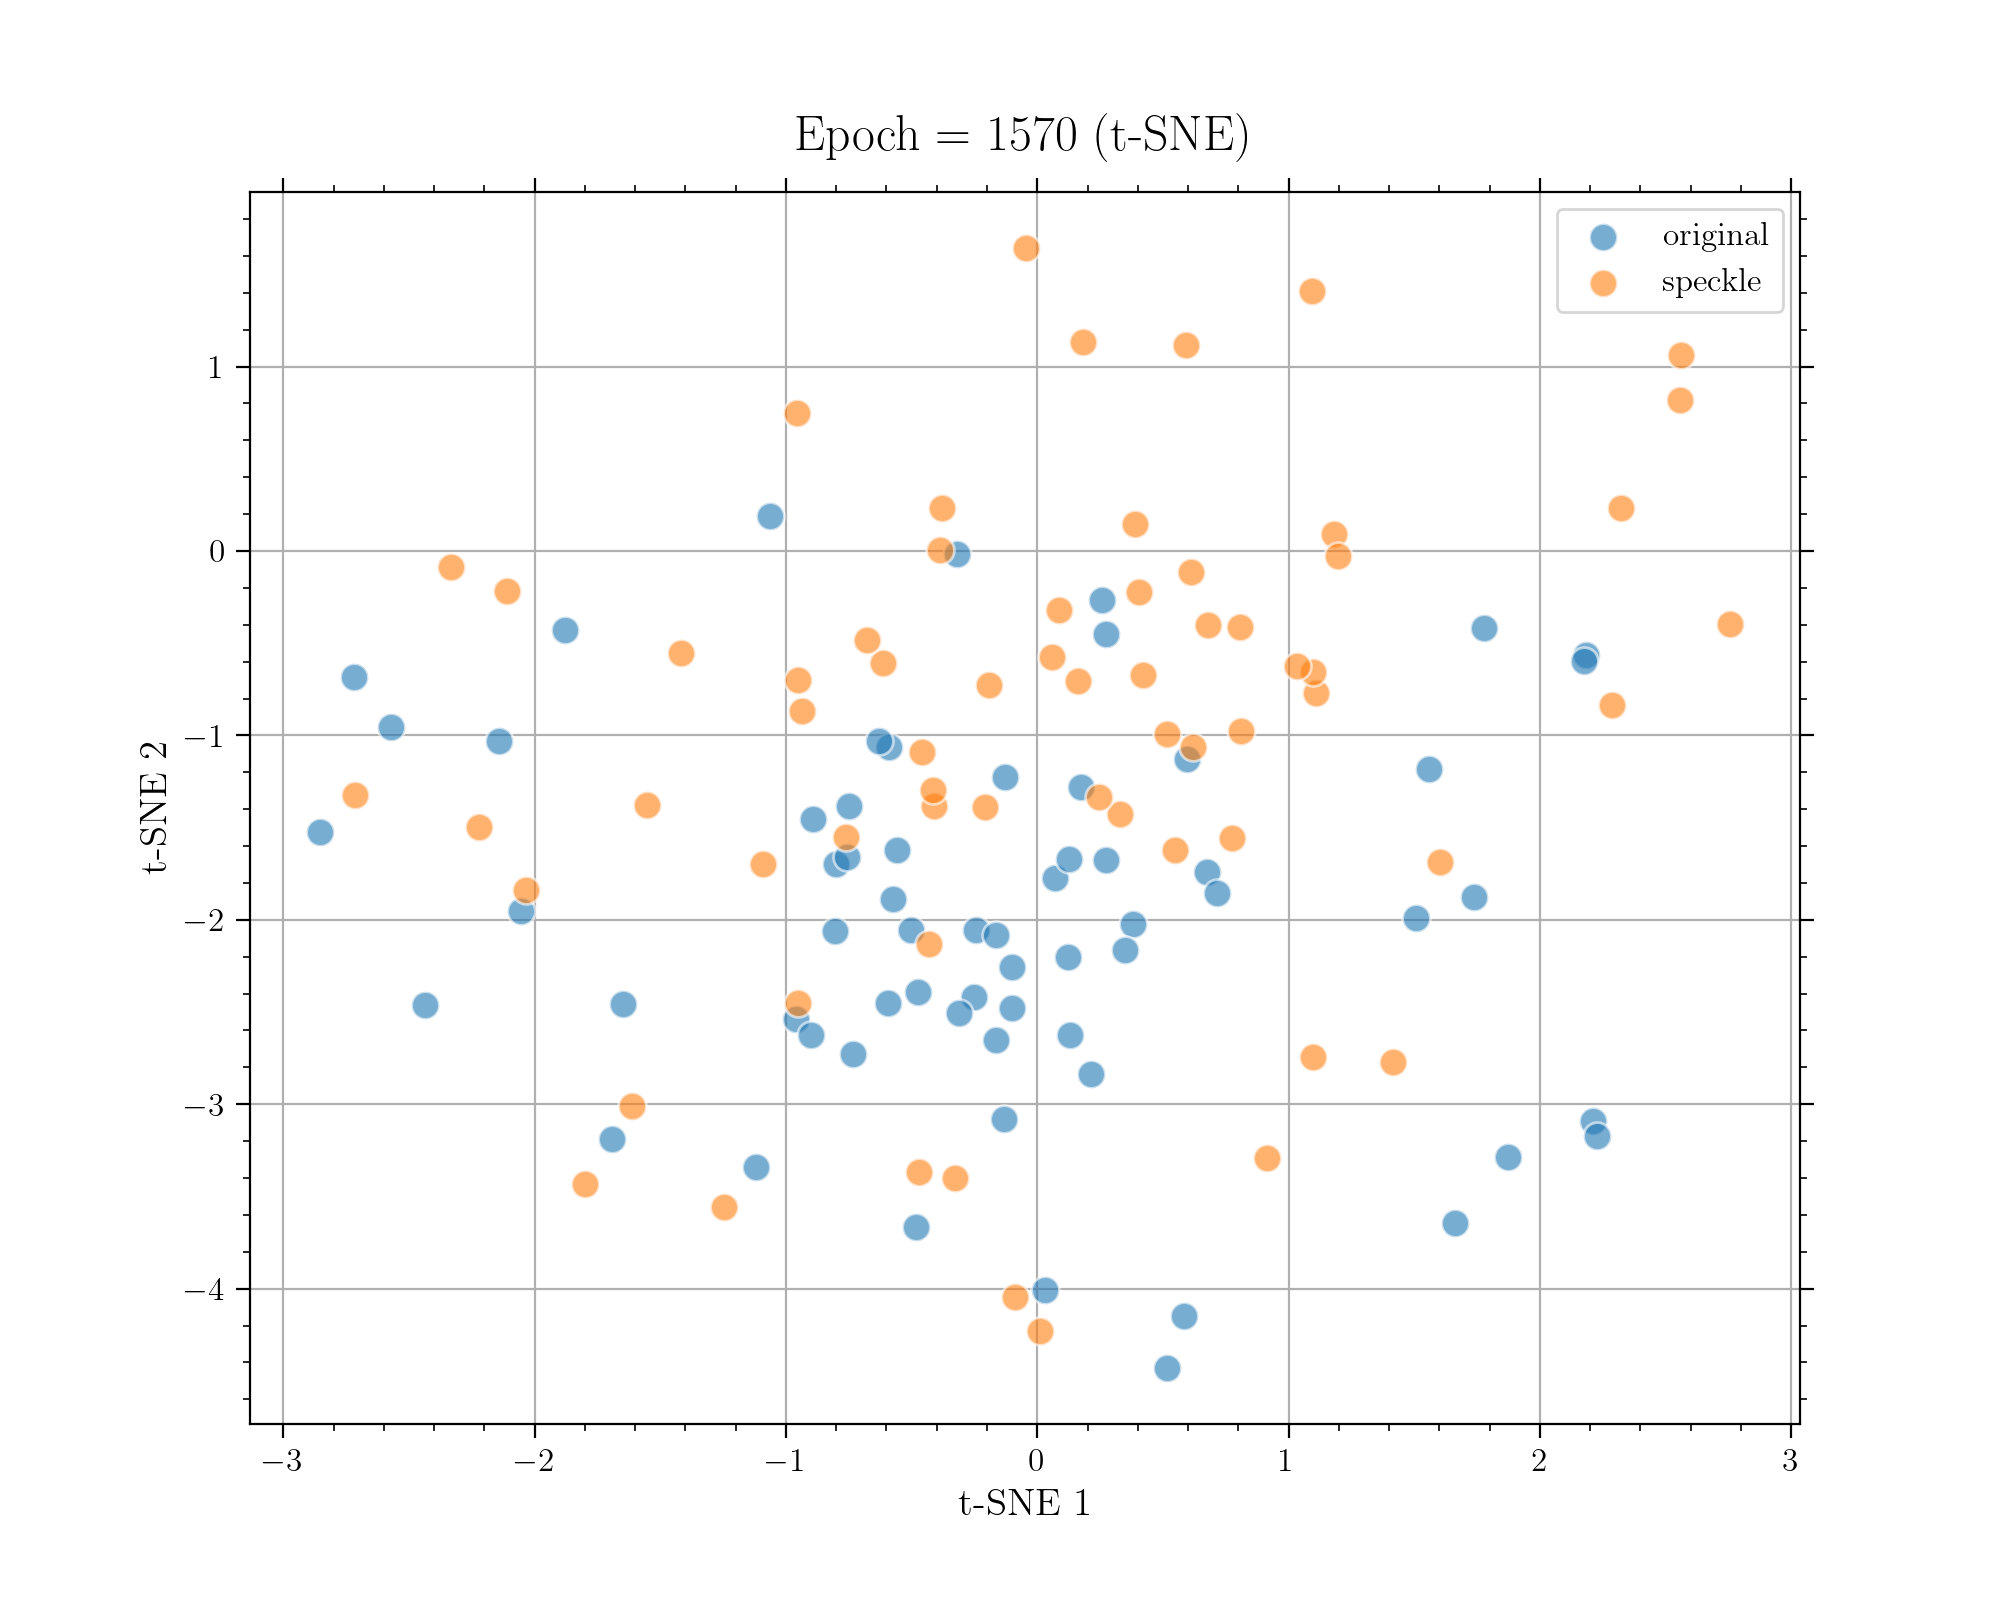 Epoch = 1570 (t-SNE)
original
speckle
1
0
−1
−2
−3
−4
t-SNE 2
−3
−2
−1
0
1
2
3
t-SNE 1